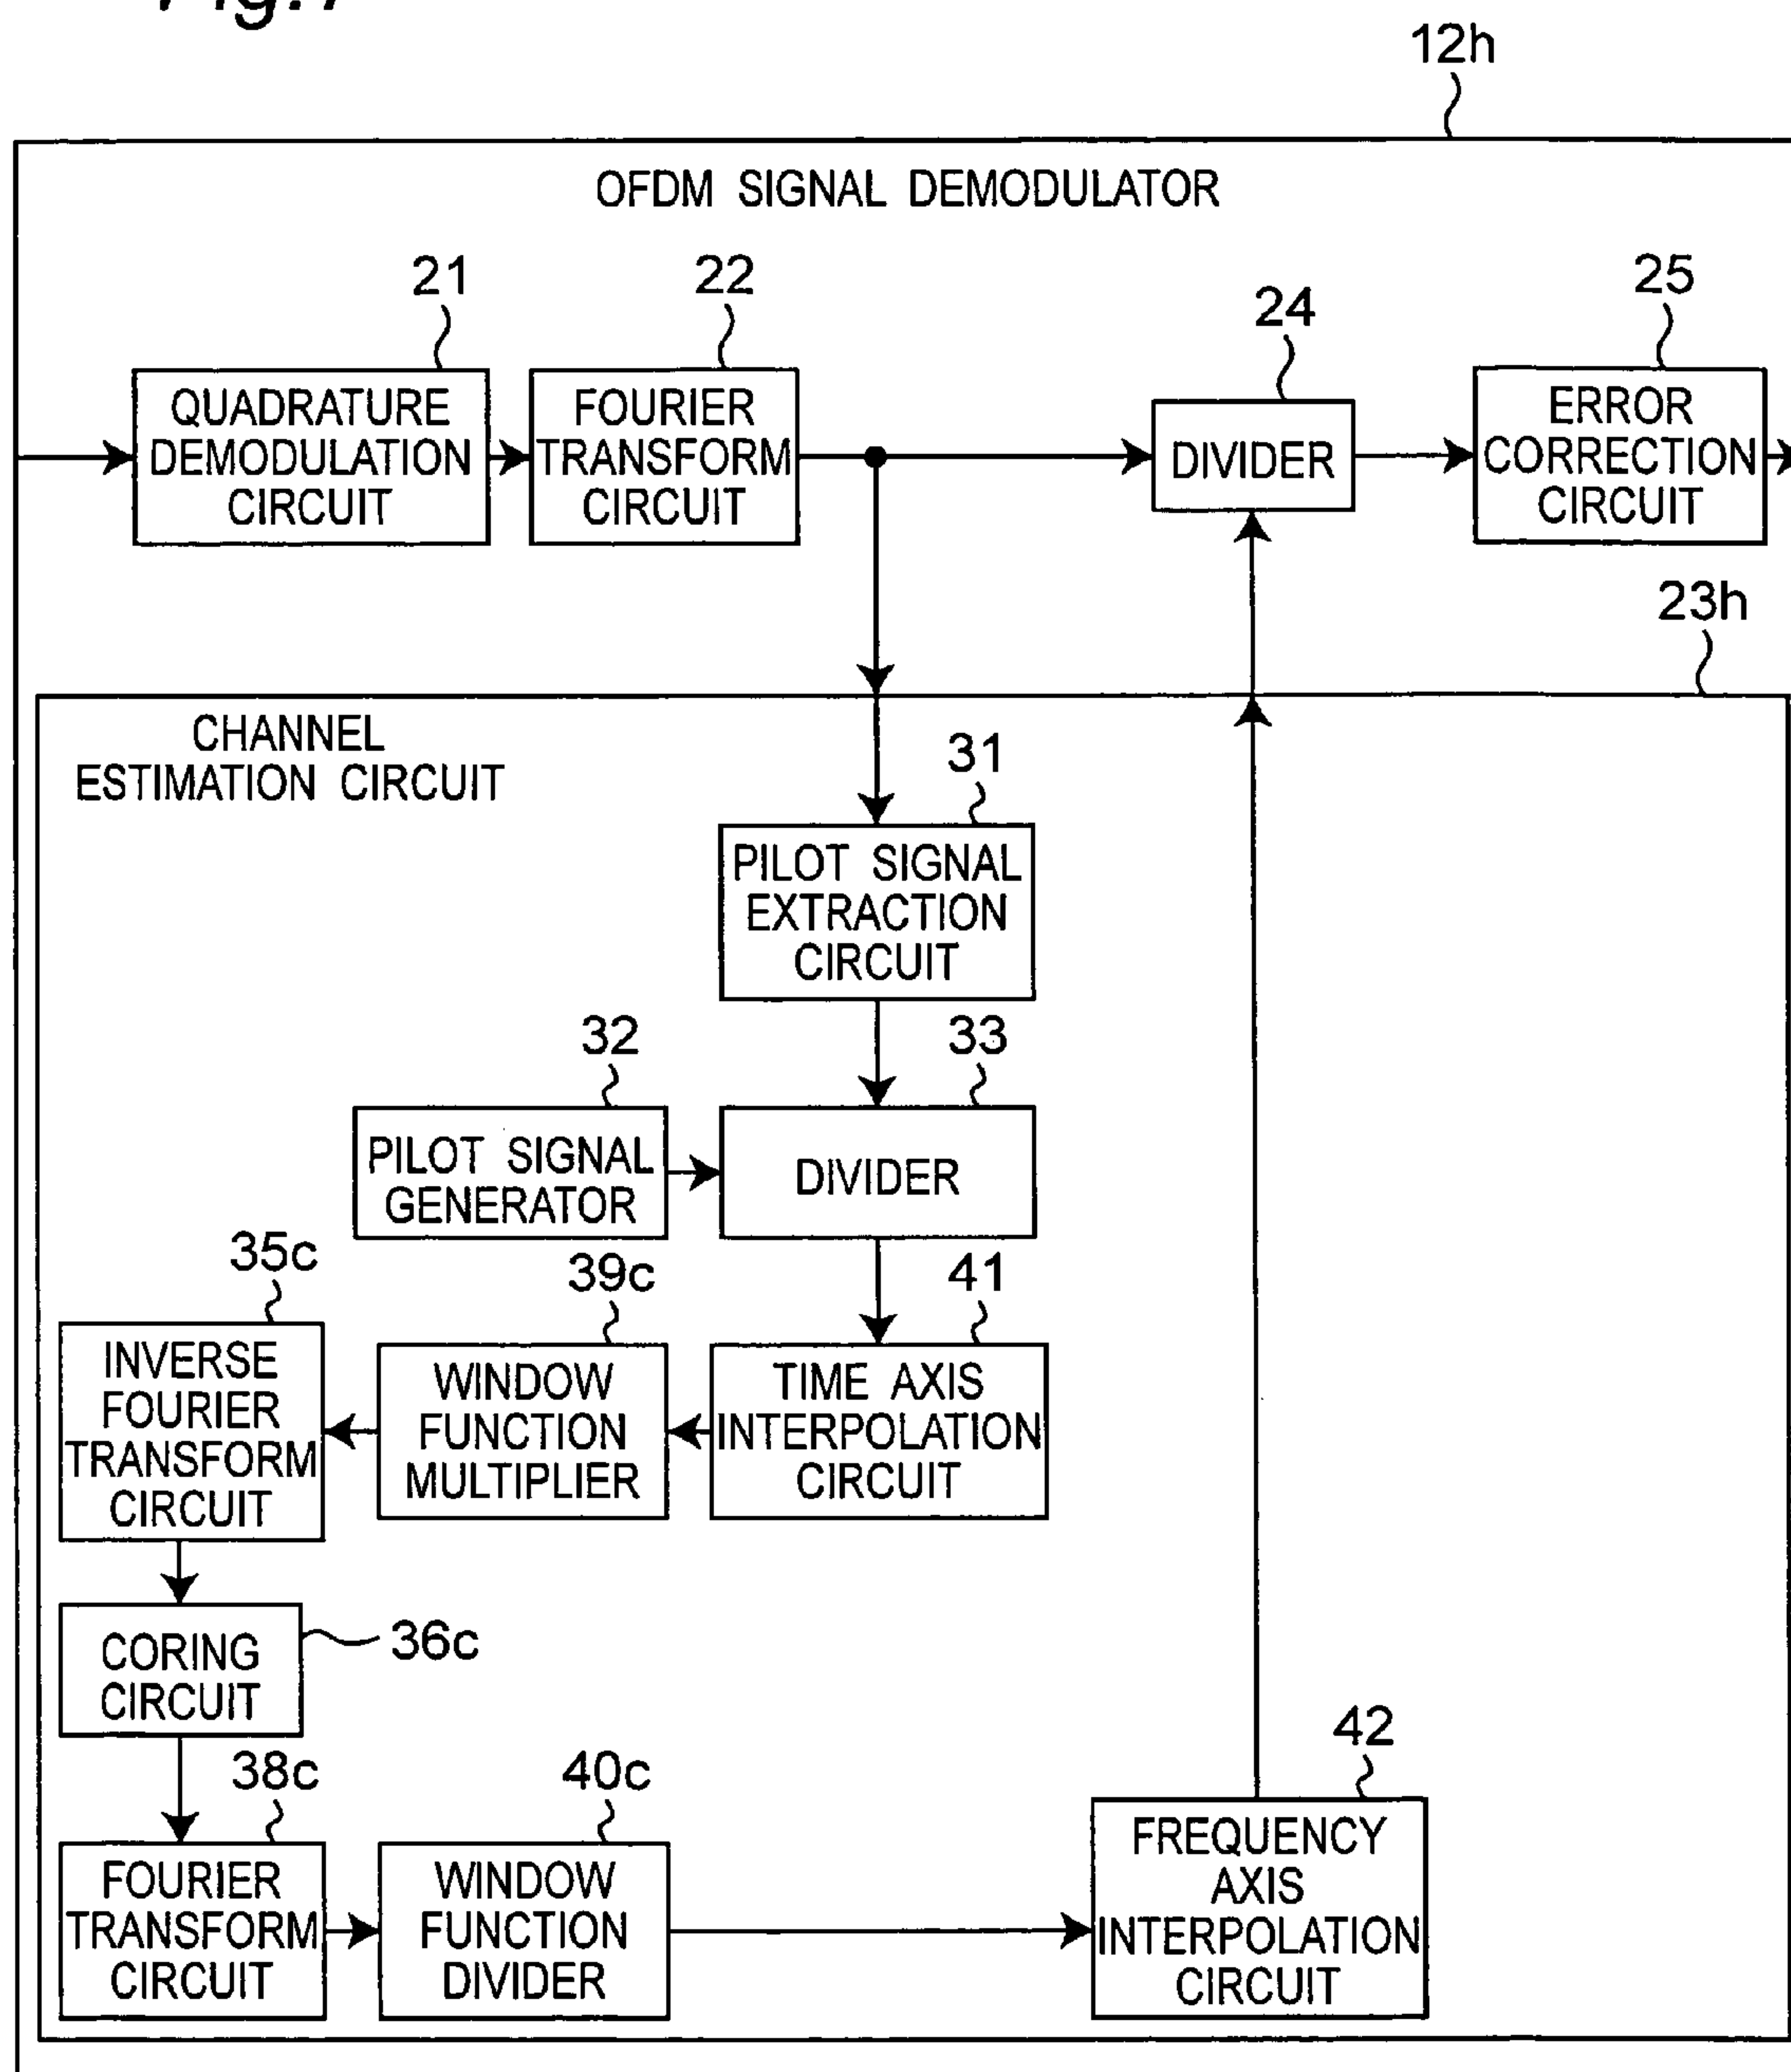 12h
OFDM SIGNAL DEMODULATOR
21
22
24
25
QUADRATURE
DEMODULATION
CIRCUIT
FOURIER
TRANSFORM
CIRCUIT
DIVIDER
ERROR
CORRECTION
CIRCUIT
23h
CHANNEL
ESTIMATION CIRCUIT
31
PILOT SIGNAL
EXTRACTION
CIRCUIT
32
33
PILOT SIGNAL
GENERATOR
DIVIDER
35c
39c
41
INVERSE
FOURIER
TRANSFORM
CIRCUIT
WINDOW
FUNCTION
MULTIPLIER
TIME AXIS
INTERPOLATION
CIRCUIT
CORING
CIRCUIT
36c
38c
40c
42
FOURIER
TRANSFORM
CIRCUIT
WINDOW
FUNCTION
DIVIDER
FREQUENCY
AXIS
INTERPOLATION
CIRCUIT